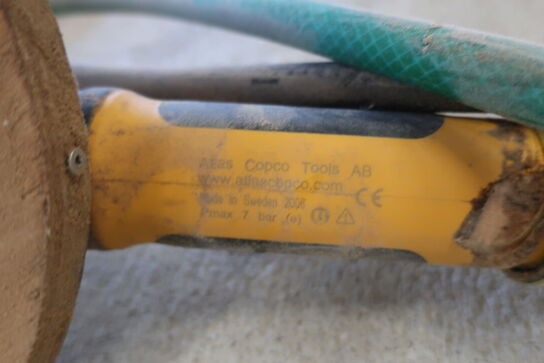 Atlas Copco Tools AB
www.atlascopco.com
Made in Sweden 2006
Pmax 7 bar (e)
CE